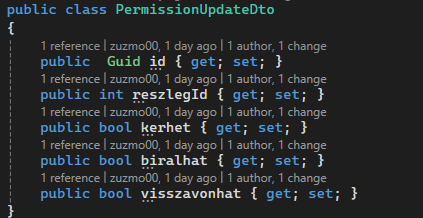 public class PermissionUpdateDto
{
1 reference | zuzmo00, 1 day ago | 1 author, 1 change
public  Guid id { get; set; }
1 reference | zuzmo00, 1 day ago | 1 author, 1 change
public int reszlegId { get; set; }
1 reference | zuzmo00, 1 day ago | 1 author, 1 change
public bool kerhet { get; set; }
1 reference | zuzmo00, 1 day ago | 1 author, 1 change
public bool biralhat { get; set; }
1 reference | zuzmo00, 1 day ago | 1 author, 1 change
public bool visszavonhat { get; set; }
}